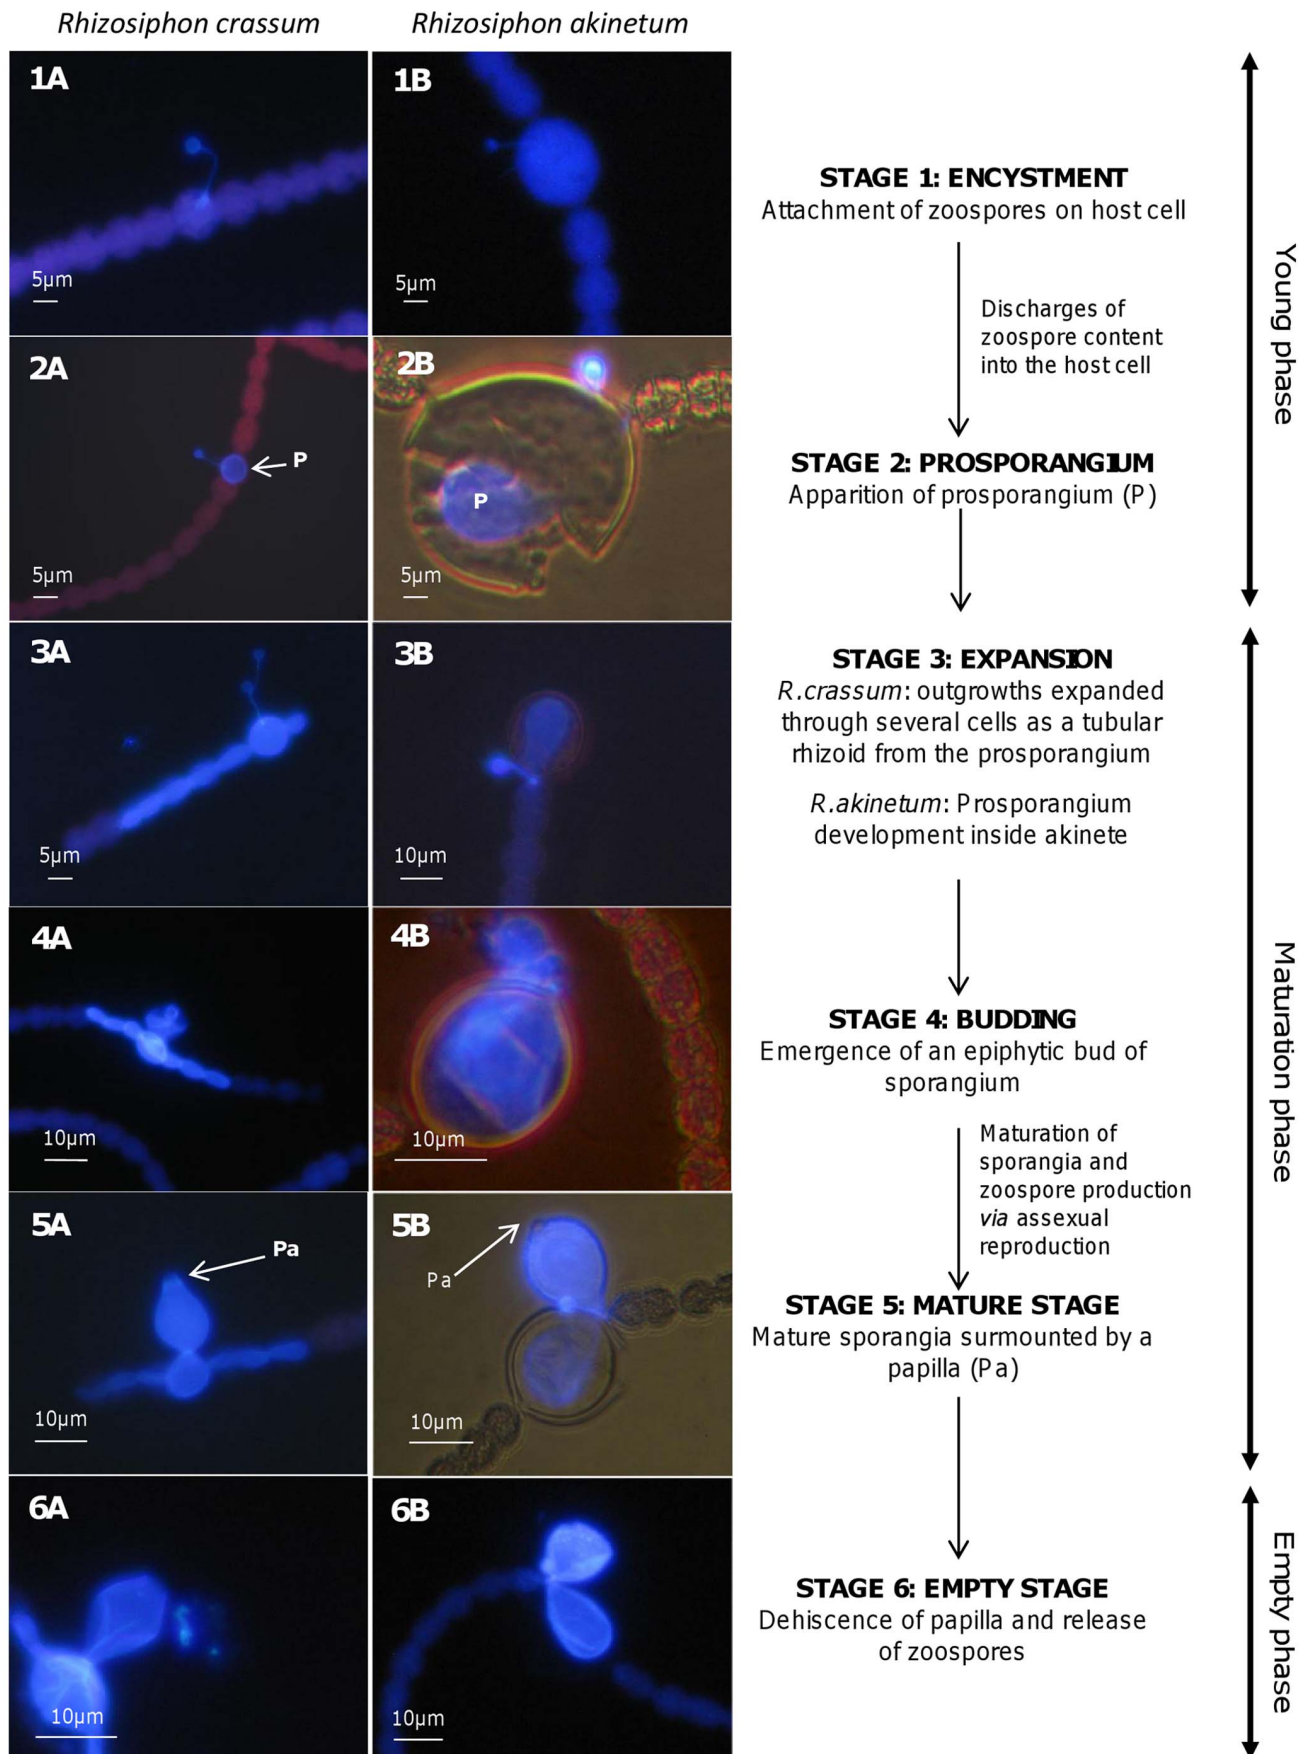 Rhizosiphon crassum
Rhizosiphon akinetum
1A
5µm
1B
5µm
STAGE 1: ENCYSTMENT
Attachment of zoospores on host cell
Discharges of
zoospore content
into the host cell
Young phase
2A
P
5µm
2B
P
5µm
STAGE 2: PROSPORANGIUM
Apparition of prosporangium (P)
3A
5µm
3B
10µm
STAGE 3: EXPANSION
R.crassum: outgrowths expanded
through several cells as a tubular
rhizoid from the prosporangium
R.akinetum: Prosporangium
development inside akinete
Maturation phase
4A
10µm
4B
10µm
STAGE 4: BUDDING
Emergence of an epiphytic bud of
sporangium
Maturation of
sporangia and
zoospore production
via assexual
reproduction
5A
Pa
10µm
5B
Pa
10µm
STAGE 5: MATURE STAGE
Mature sporangia surmounted by a
papilla (Pa)
6A
10µm
6B
10µm
STAGE 6: EMPTY STAGE
Dehiscence of papilla and release
of zoospores
Empty phase